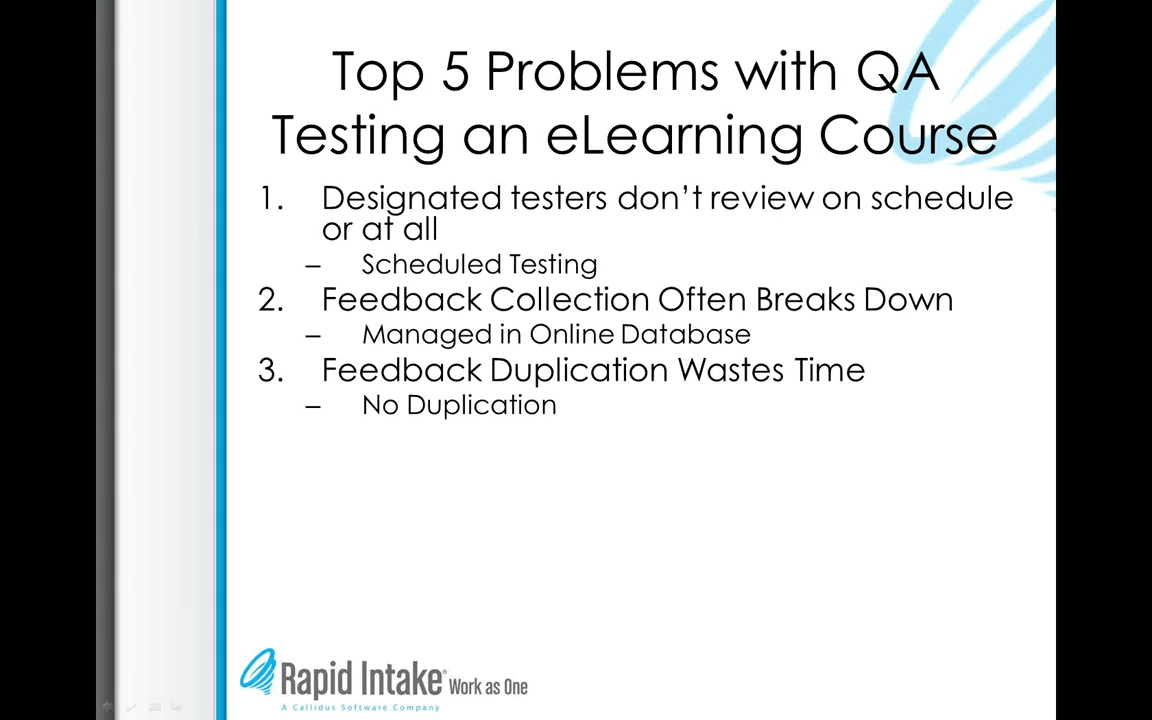 Top 5 Problems with QA
Testing an eLearning Course
1. Designated testers don’t review on schedule
or at all
– Scheduled Testing
2. Feedback Collection Often Breaks Down
– Managed in Online Database
3. Feedback Duplication Wastes Time
– No Duplication
Rapid Intake® Work as One
A Callidus Software Company